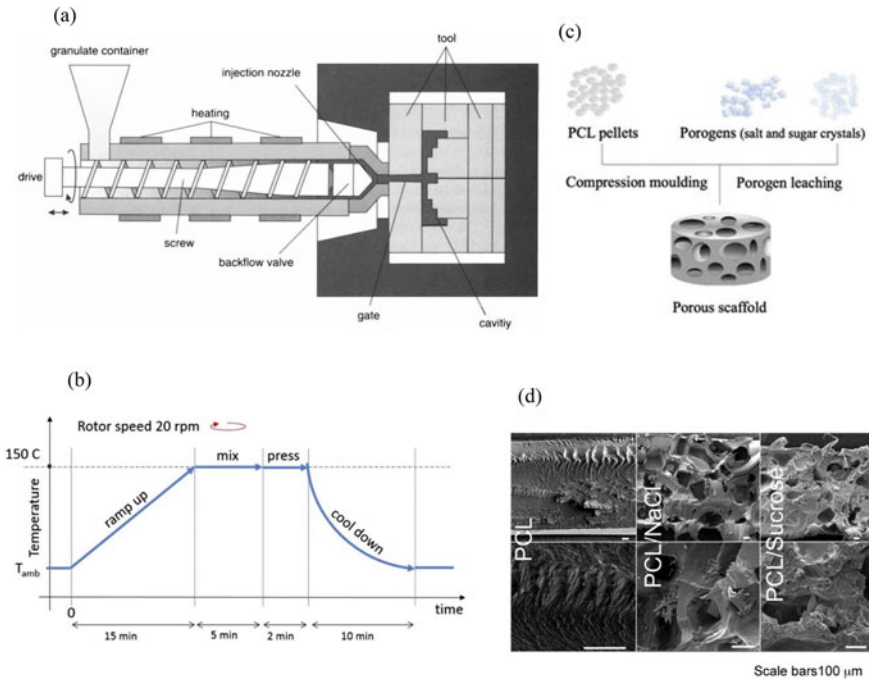 (a)
granulate container
heating
injection nozzle
tool
drive
screw
backflow valve
gate
cavitiy
(c)
PCL pellets
Porogens (salt and sugar crystals)
Compression moulding
Porogen leaching
Porous scaffold
(b)
Rotor speed 20 rpm
150 C
mix
press
Temperature
ramp up
cool down
Tamb
0
time
15 min
5 min
2 min
10 min
(d)
PCL
PCL/NaCl
PCL/Sucrose
Scale bars100 μm